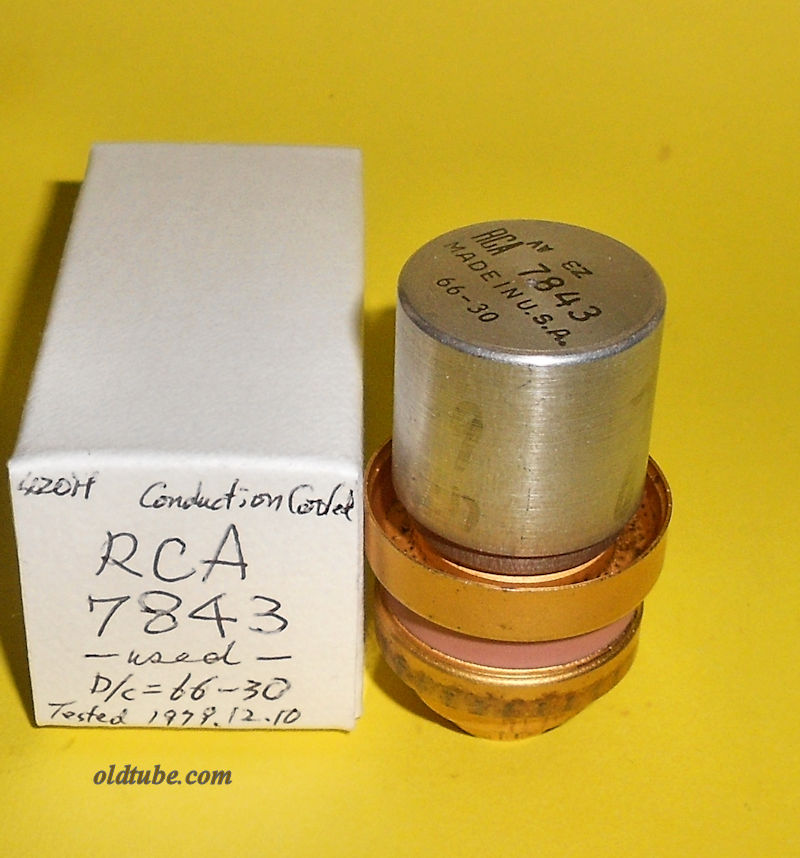 420H Conduction Cooled
RCA
7843
- used -
D/c = 66-30
Tested 1979.12.10
RCA
7843
MADE IN U.S.A.
66-30
oldtube.com